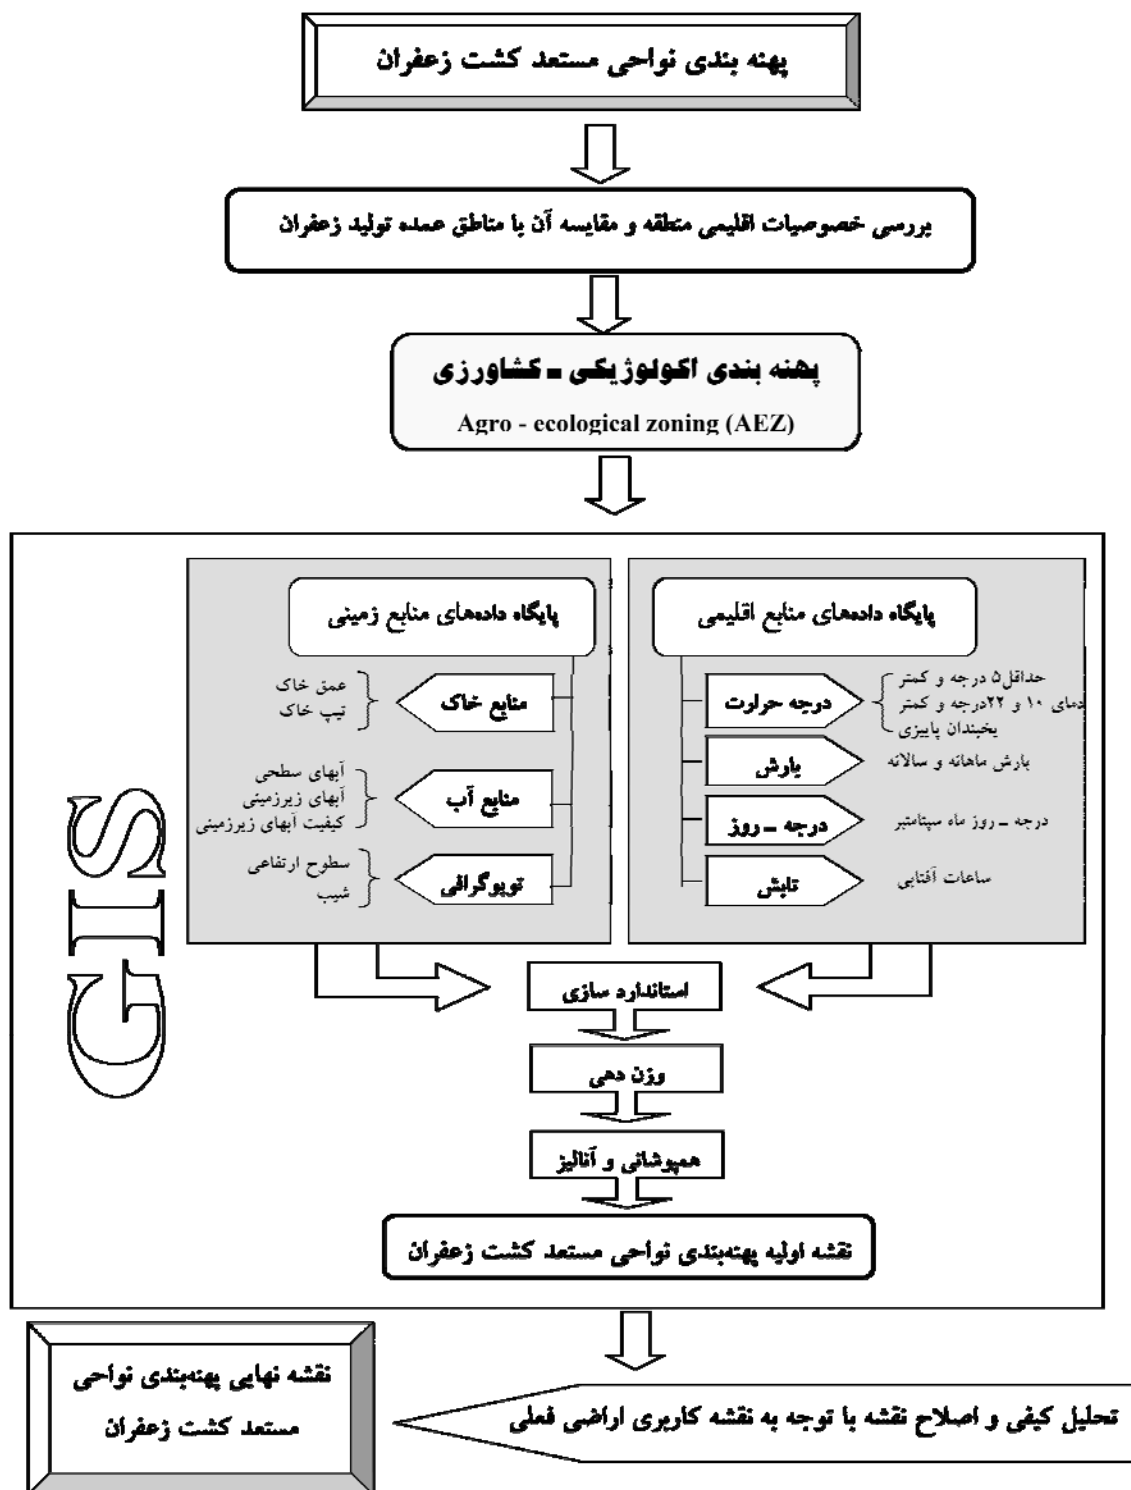 پهنه بندی نواحی مستعد کشت زعفران
بررسی خصوصیات اقلیمی منطقه و مقایسه آن با مناطق عمده تولید زعفران
پهنه بندی اکولوژیکی ـ کشاورزی
Agro - ecological zoning (AEZ)
GIS
پایگاه داده‌های منابع اقلیمی
درجه حرارت
حداقل۵ درجه و کمتر
دمای ۱۰ و ۲۲درجه و کمتر
یخبندان پاییزی
بارش
بارش ماهانه و سالانه
درجه ـ روز
درجه ـ روز ماه سپتامبر
تابش
ساعات آفتابی
پایگاه داده‌های منابع زمینی
منابع خاک
عمق خاک
تیپ خاک
منابع آب
آبهای سطحی
آبهای زیرزمینی
کیفیت آبهای زیرزمینی
توپوگرافی
سطوح ارتفاعی
شیب
استاندارد سازی
وزن دهی
همپوشانی و آنالیز
نقشه اولیه پهنه‌بندی نواحی مستعد کشت زعفران
تحلیل کیفی و اصلاح نقشه با توجه به نقشه کاربری اراضی فعلی
نقشه نهایی پهنه‌بندی نواحی
مستعد کشت زعفران